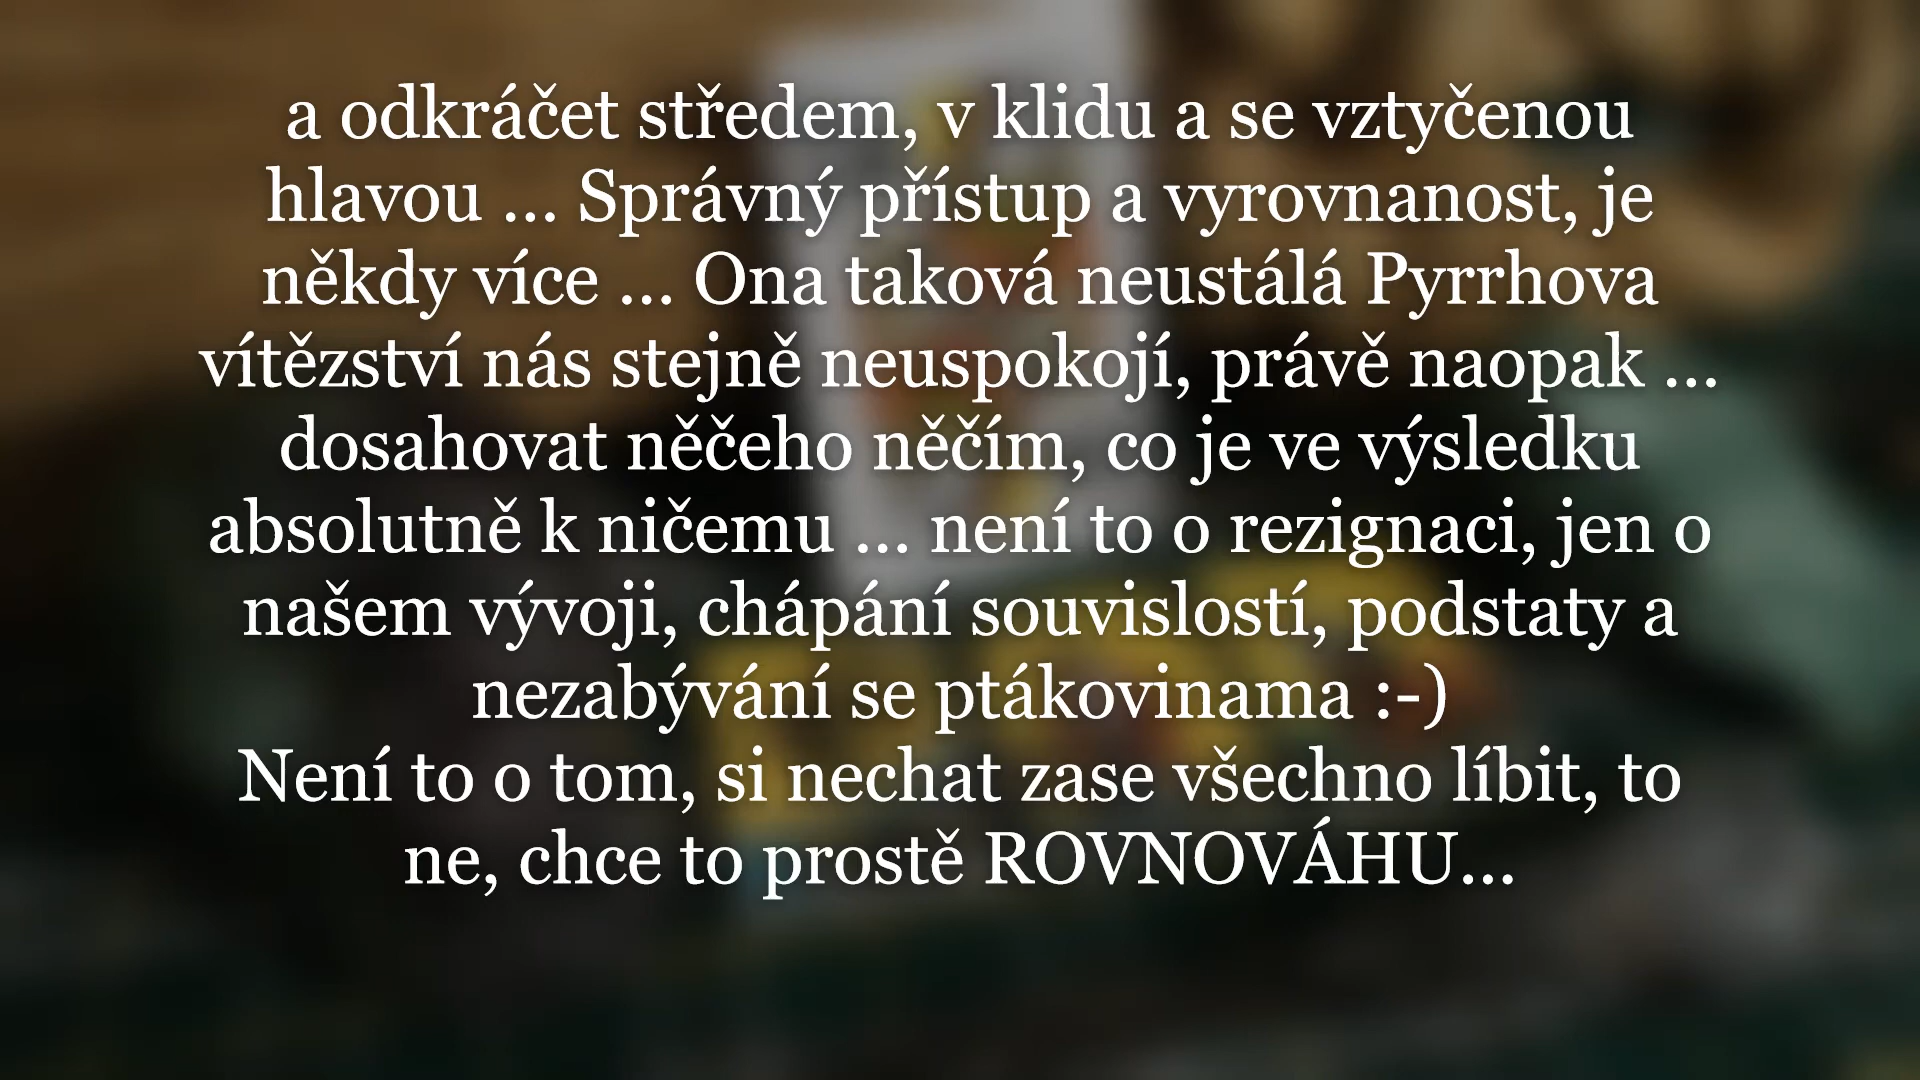 a odkráčet středem, v klidu a se vztyčenou
hlavou ... Správný přístup a vyrovnanost, je
někdy více ... Ona taková neustálá Pyrrhova
vítězství nás stejně neuspokojí, právě naopak ...
dosahovat něčeho něčím, co je ve výsledku
absolutně k ničemu ... není to o rezignaci, jen o
našem vývoji, chápání souvislostí, podstaty a
nezabývání se ptákovinama :-)
Není to o tom, si nechat zase všechno líbit, to
ne, chce to prostě ROVNOVÁHU...